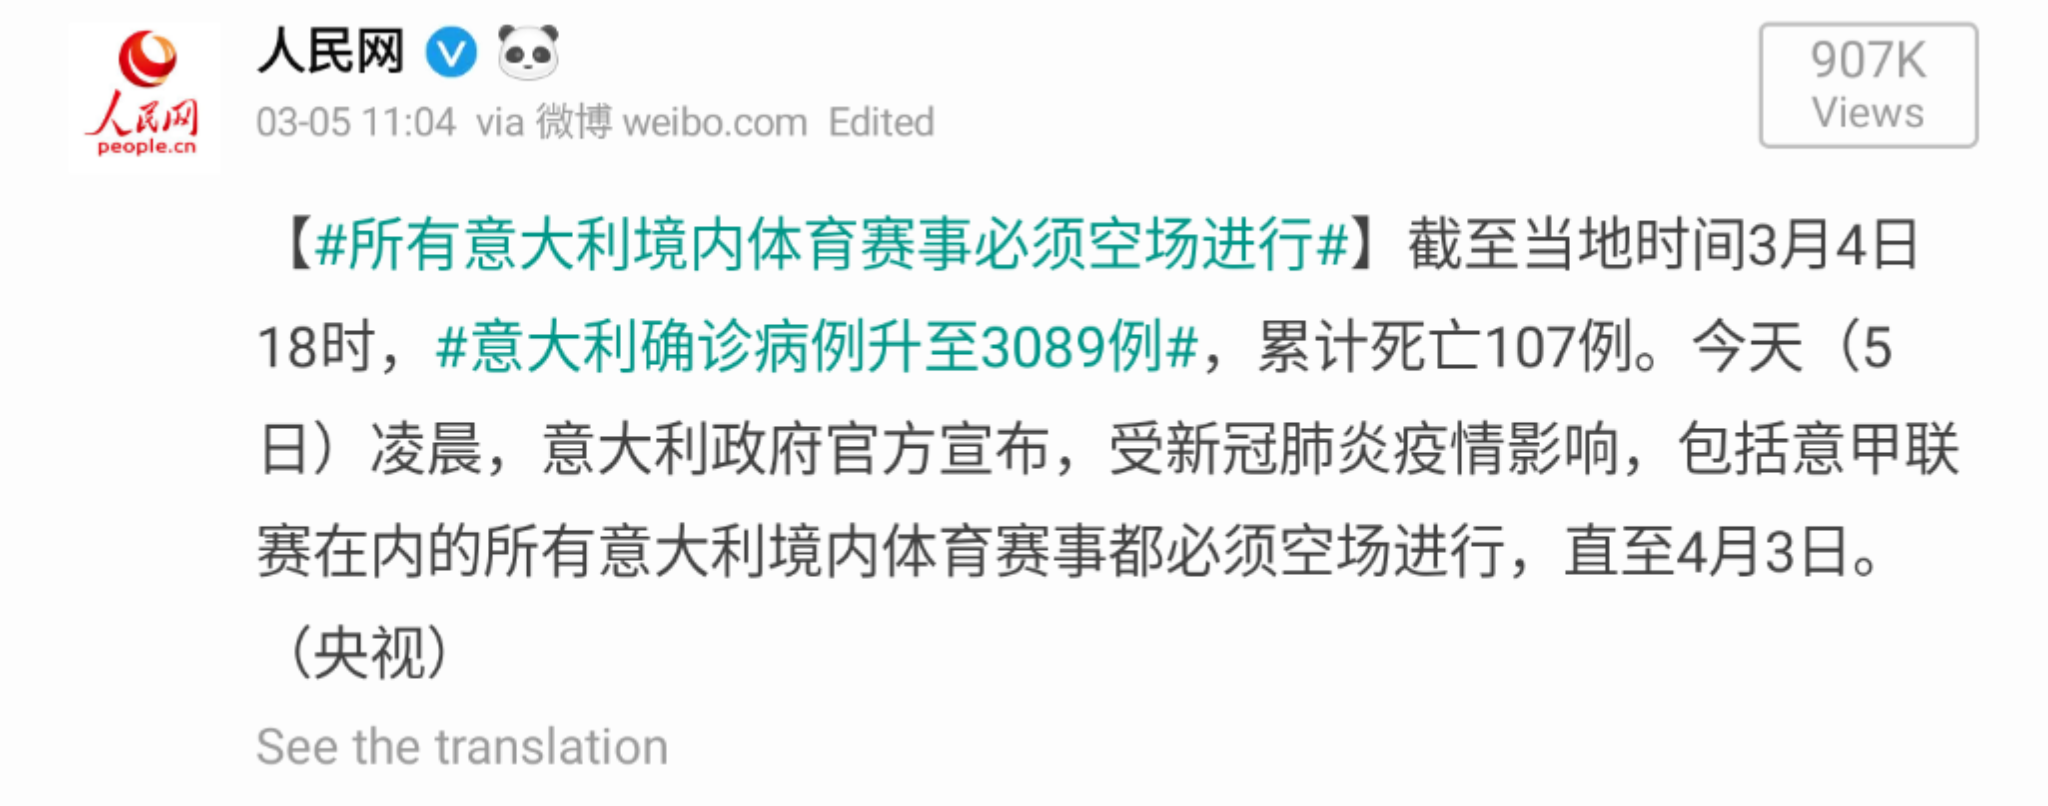 人民网
people.cn
人民网
03-05 11:04 via 微博 weibo.com Edited
907K
Views
【#所有意大利境内体育赛事必须空场进行#】截至当地时间3月4日
18时，#意大利确诊病例升至3089例#，累计死亡107例。今天（5
日）凌晨，意大利政府官方宣布，受新冠肺炎疫情影响，包括意甲联
赛在内的所有意大利境内体育赛事都必须空场进行，直至4月3日。
（央视）
See the translation